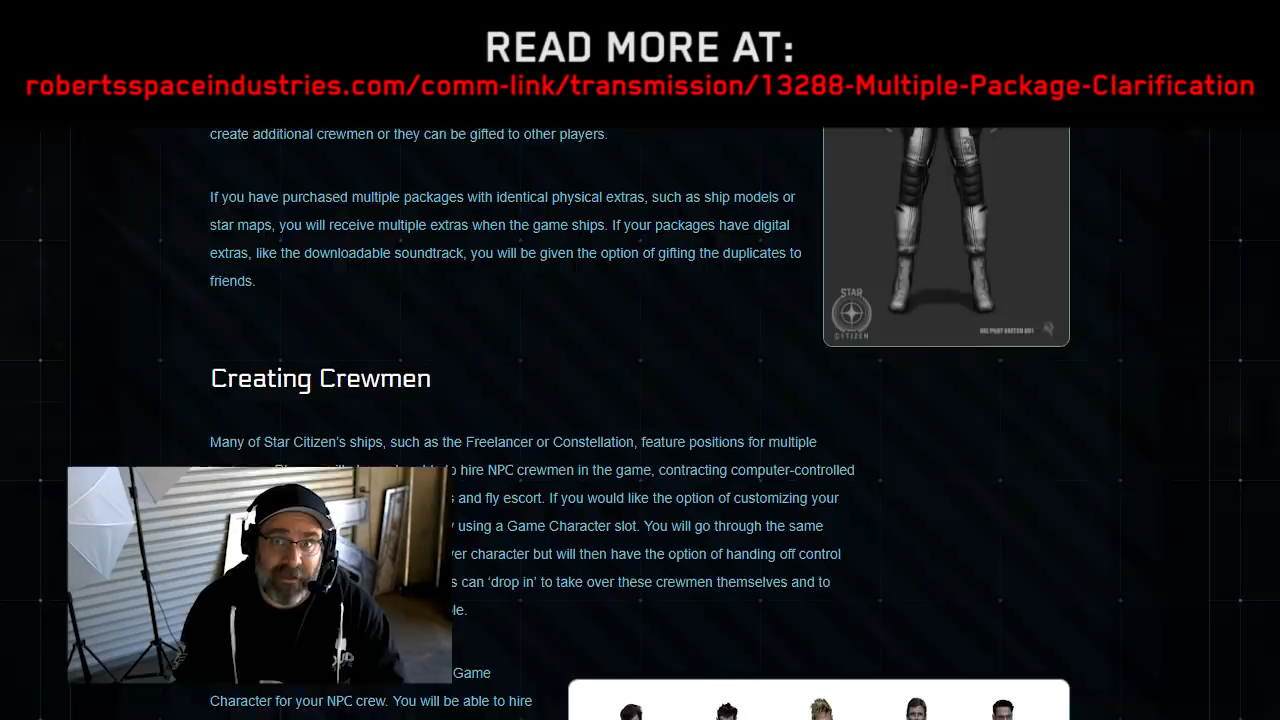 READ MORE AT:
robertsspaceindustries.com/comm-link/transmission/13288-Multiple-Package-Clarification
create additional crewmen or they can be gifted to other players.
If you have purchased multiple packages with identical physical extras, such as ship models or
star maps, you will receive multiple extras when the game ships. If your packages have digital
extras, like the downloadable soundtrack, you will be given the option of gifting the duplicates to
friends.
STAR
CITIZEN
Creating Crewmen
Many of Star Citizen's ships, such as the Freelancer or Constellation, feature positions for multiple
hire NPC crewmen in the game, contracting computer-controlled
s and fly escort. If you would like the option of customizing your
using a Game Character slot. You will go through the same
er character but will then have the option of handing off control
s can 'drop in' to take over these crewmen themselves and to
le.
Game
Character for your NPC crew. You will be able to hire